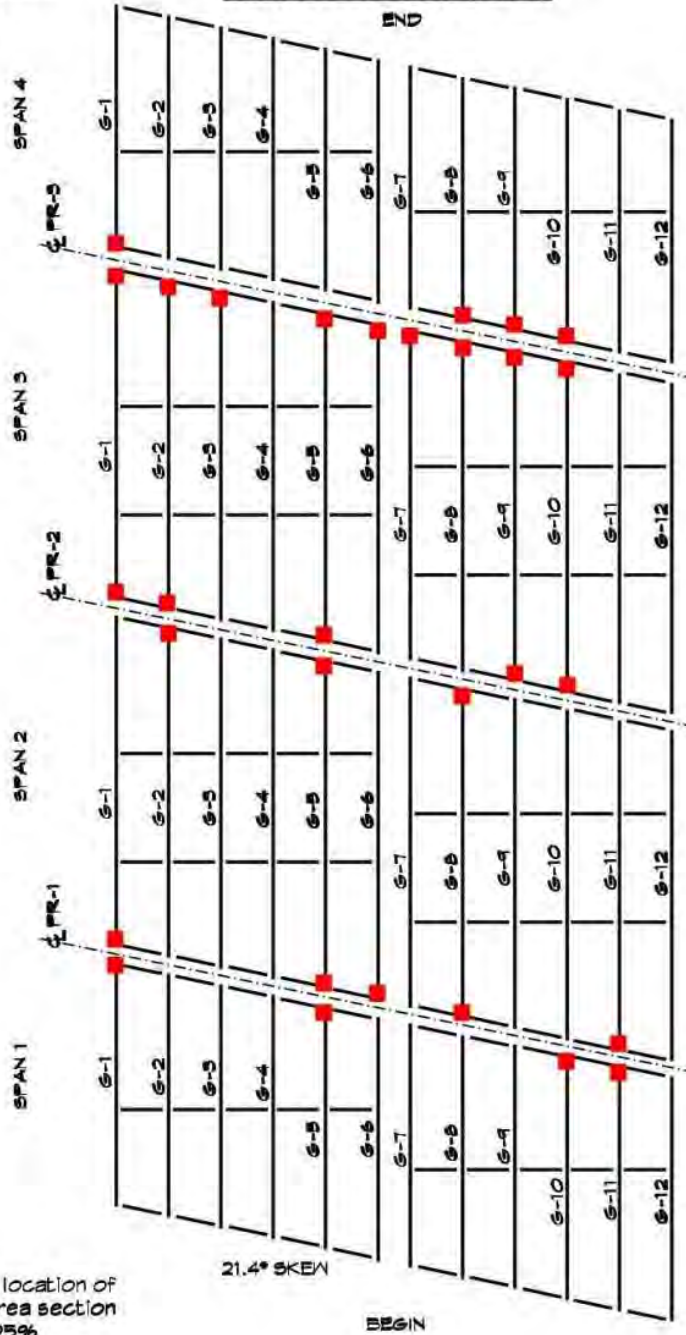 END
SPAN 4
G-1
G-2
G-3
G-4
G-5
G-6
G-7
G-8
G-9
G-10
G-11
G-12
℄ PR-3
SPAN 3
G-1
G-2
G-3
G-4
G-5
G-6
G-7
G-8
G-9
G-10
G-11
G-12
℄ PR-2
SPAN 2
G-1
G-2
G-3
G-4
G-5
G-6
G-7
G-8
G-9
G-10
G-11
G-12
℄ PR-1
SPAN 1
G-1
G-2
G-3
G-4
G-5
G-6
G-7
G-8
G-9
G-10
G-11
G-12
21.4° SKEW
location of
area section
25%
BEGIN